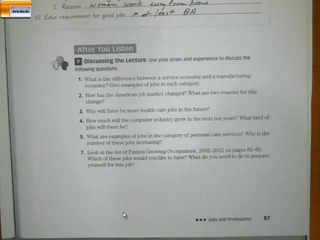 2. Reason women work away from home
VI. Educ requirement for good jobs → at least BA
After You Listen
9 Discussing the Lecture Use your notes and experience to discuss the
following questions.
1. What is the difference between a service economy and a manufacturing
economy? Give examples of jobs in each category.
2. How has the American job market changed? What are two reasons for this
change?
3. Why will there be more health care jobs in the future?
4. How much will the computer industry grow in the next ten years? What kind of
jobs will there be?
5. What are examples of jobs in the category of personal care services? Why is the
number of these jobs increasing?
7. Look at the list of Fastest Growing Occupations, 2002–2012 on pages
Which of these jobs would you like to have? What do you need to do to prepare
yourself for this job?
Jobs and Professions 87